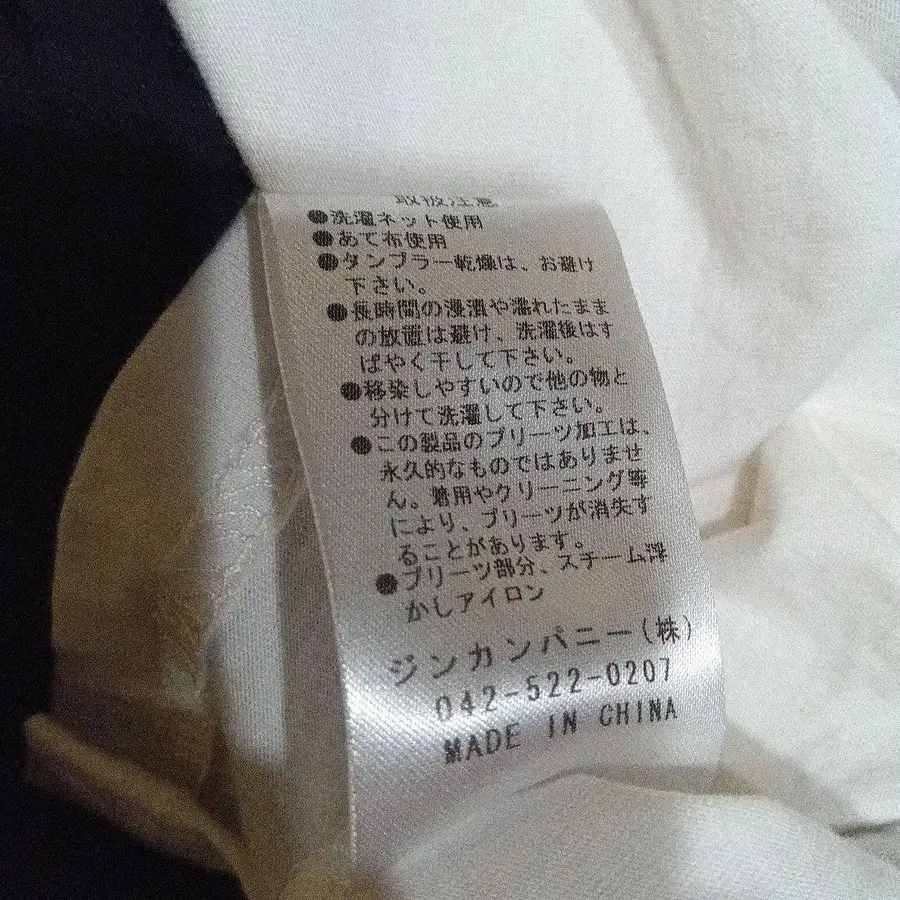 取扱注意
●洗濯ネット使用
●あて布使用
●タンブラー乾燥は、お避け
下さい。
●長時間の浸漬や濡れたまま
の放置は避け、洗濯後はす
ばやく干して下さい。
●移染しやすいので他の物と
分けて洗濯して下さい。
●この製品のプリーツ加工は、
永久的なものではありませ
ん。着用やクリーニング等
により、プリーツが消失す
ることがあります。
●プリーツ部分、スチーム浮
かしアイロン
ジンカンパニー(株)
042-522-0207
MADE IN CHINA